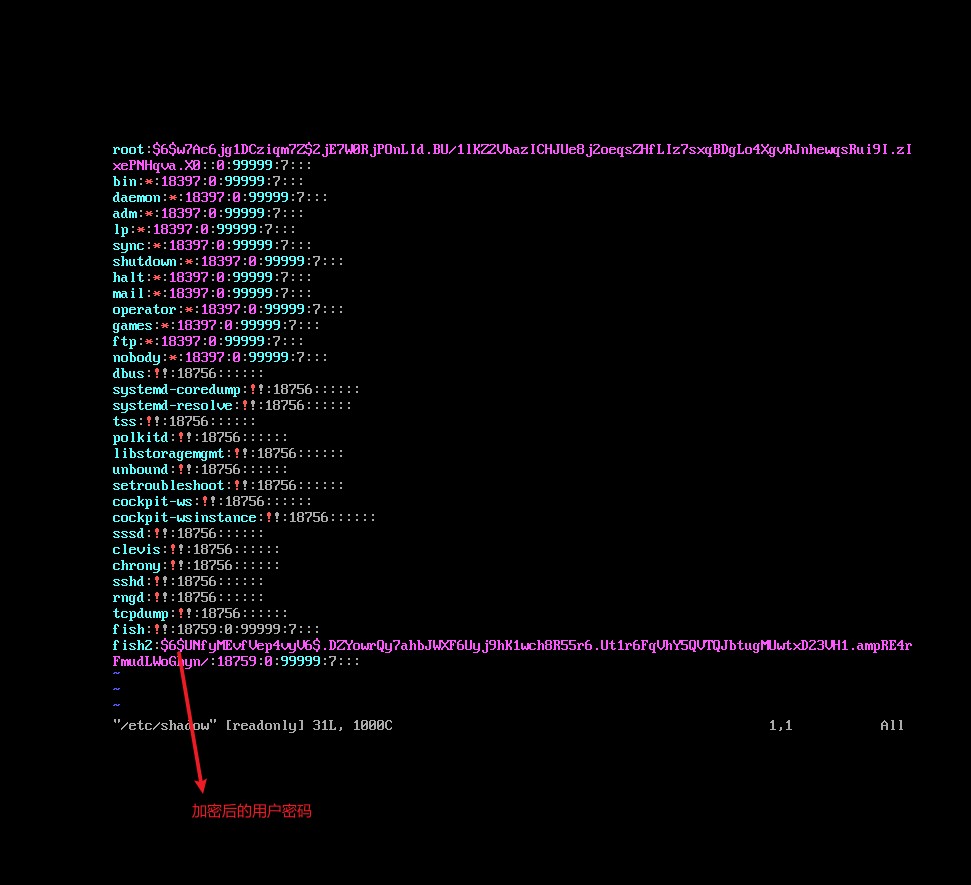 root:$6$w7Ac6jg1DCziqm7Z$2jE7W0RjPOnLId.BU/1lKZ2VbazICHJUe8j2oeqsZHfLIz7sxqBDgLo4XgvRJnhewqsRui9I.zI
xePNHqva.X0::0:99999:7:::
bin:*:18397:0:99999:7:::
daemon:*:18397:0:99999:7:::
adm:*:18397:0:99999:7:::
lp:*:18397:0:99999:7:::
sync:*:18397:0:99999:7:::
shutdown:*:18397:0:99999:7:::
halt:*:18397:0:99999:7:::
mail:*:18397:0:99999:7:::
operator:*:18397:0:99999:7:::
games:*:18397:0:99999:7:::
ftp:*:18397:0:99999:7:::
nobody:*:18397:0:99999:7:::
dbus:!!:18756::::::
systemd-coredump:!!:18756::::::
systemd-resolve:!!:18756::::::
tss:!!:18756::::::
polkitd:!!:18756::::::
libstoragemgmt:!!:18756::::::
unbound:!!:18756::::::
setroubleshoot:!!:18756::::::
cockpit-ws:!!:18756::::::
cockpit-wsinstance:!!:18756::::::
sssd:!!:18756::::::
clevis:!!:18756::::::
chrony:!!:18756::::::
sshd:!!:18756::::::
rngd:!!:18756::::::
tcpdump:!!:18756::::::
fish:!!:18759:0:99999:7:::
fish2:$6$UNfyMEvfVep4vyV6$.DZYowrQy7ahbJWXF6Uyj9hK1wch8R55r6.Ut1r6FqVhY5QVTQJbtugMUwtxD23VH1.ampRE4r
:18759:0:99999:7:::
~
~
~
"/etc/shadow" [readonly] 31L, 1000C 1,1 All
加密后的用户密码